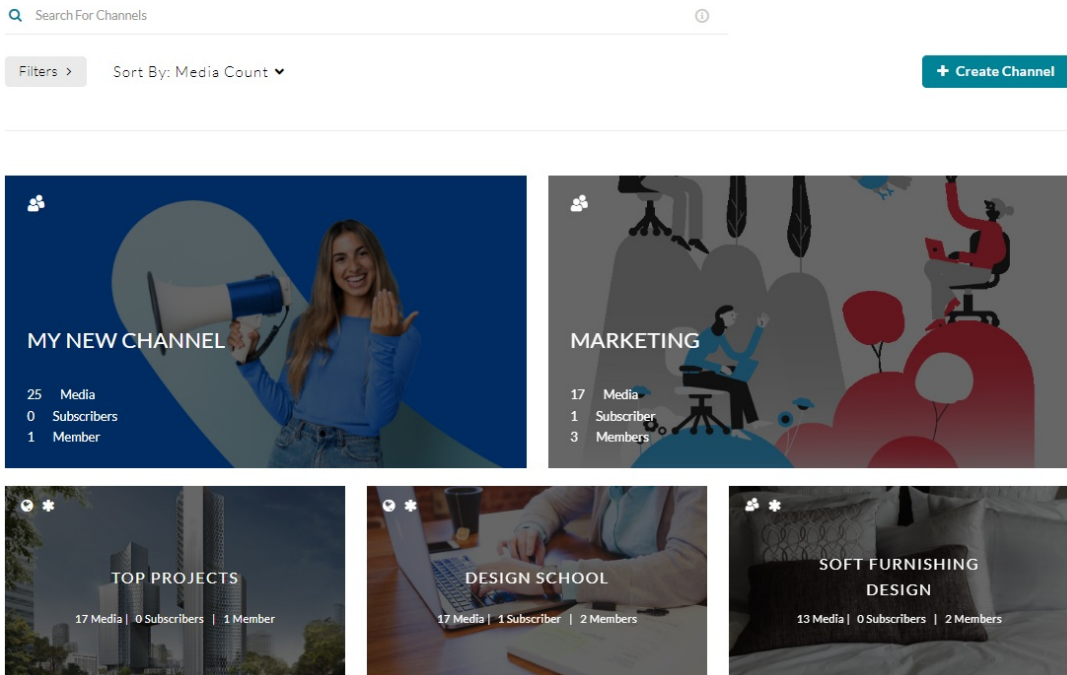 Search For Channels
Filters >
Sort By: Media Count
+ Create Channel
MY NEW CHANNEL
25 Media
0 Subscribers
1 Member
MARKETING
17 Media
1 Subscriber
3 Members
TOP PROJECTS
17 Media | 0 Subscribers | 1 Member
DESIGN SCHOOL
17 Media | 1 Subscriber | 2 Members
SOFT FURNISHING
DESIGN
13 Media | 0 Subscribers | 2 Members